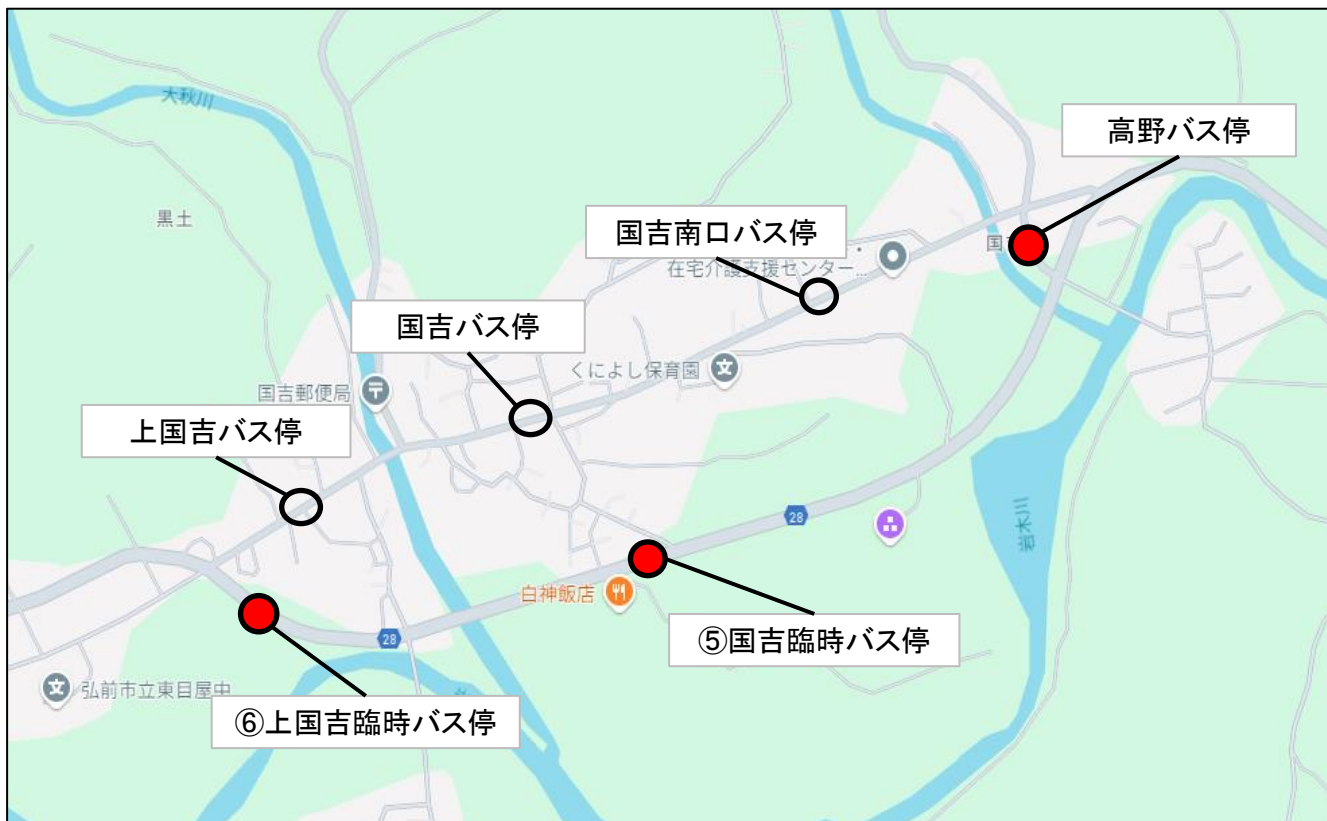 大秋川
高野バス停
黒土
国吉南口バス停
国
在宅介護支援センター...
国吉バス停
くによし保育園
国吉郵便局
上国吉バス停
28
岩木川
白神飯店
28
⑤国吉臨時バス停
弘前市立東目屋中
⑥上国吉臨時バス停